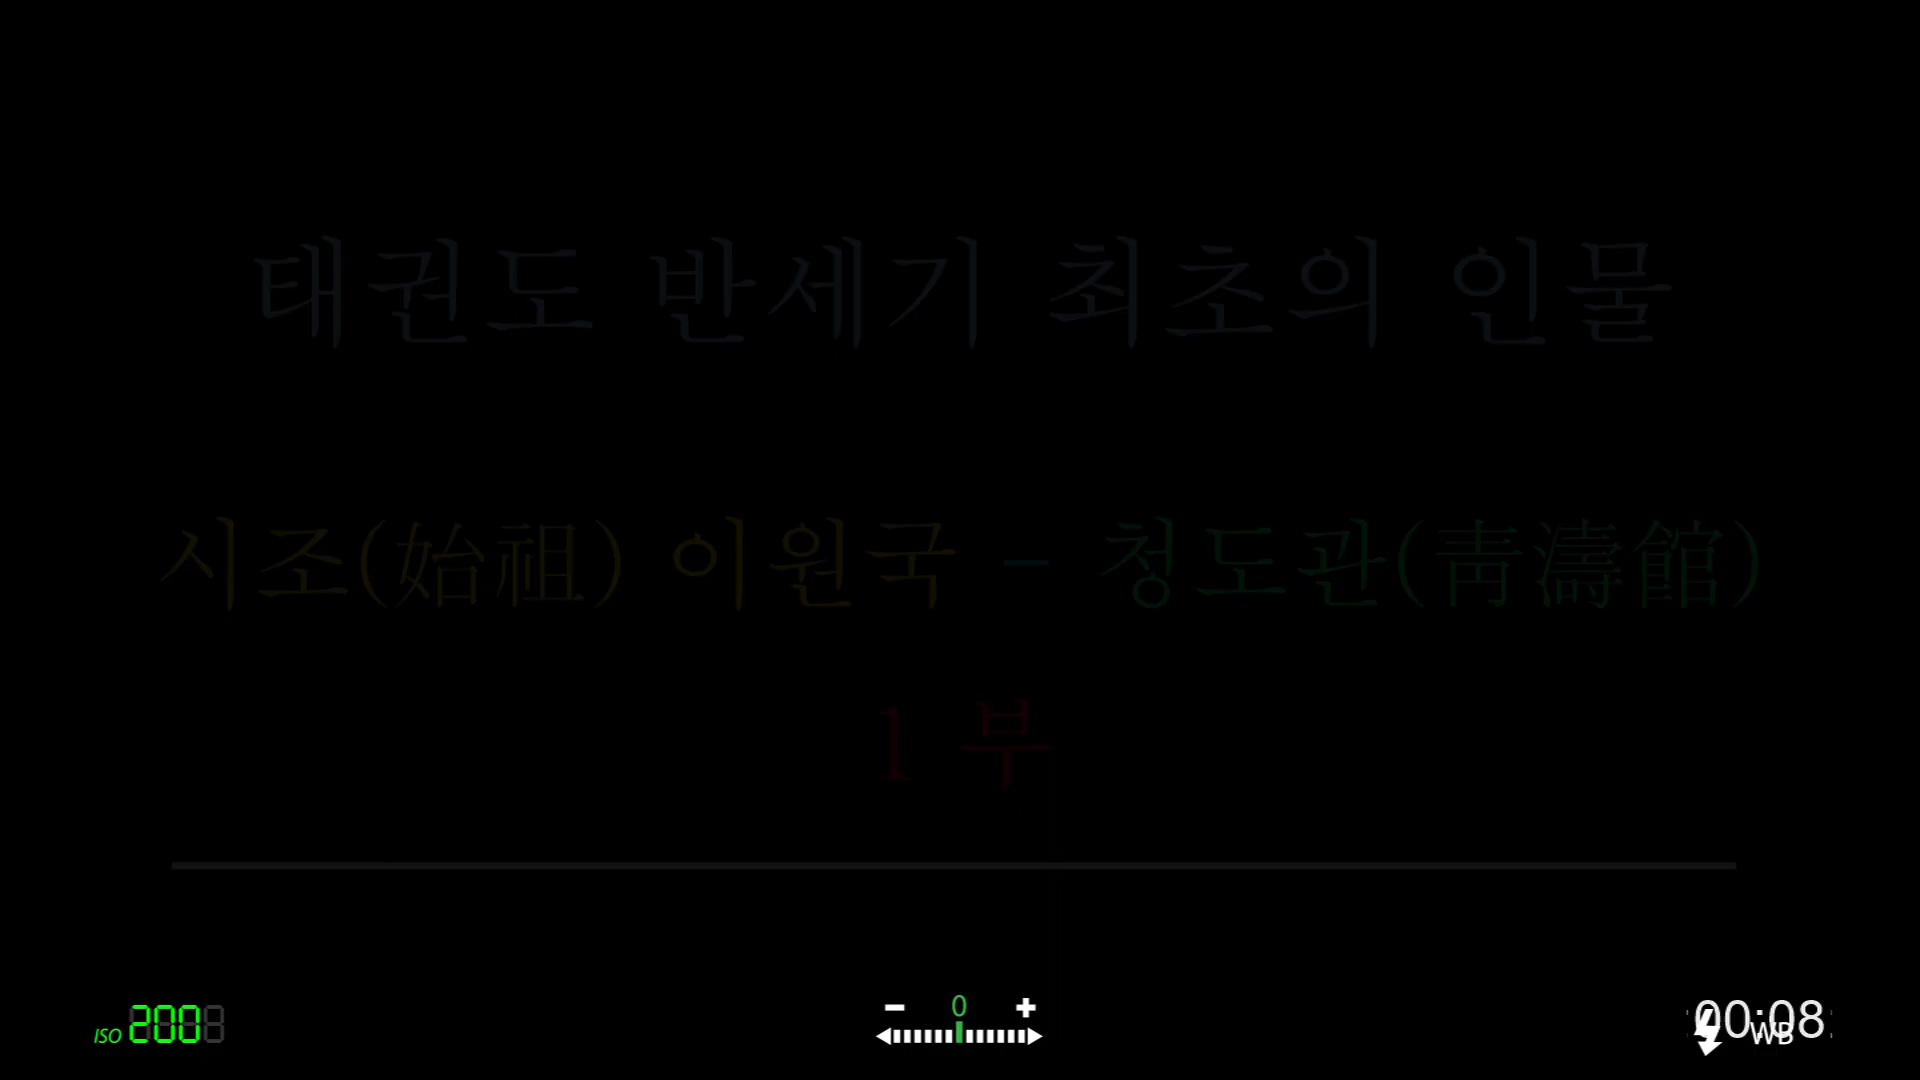 태권도 반세기 최초의 인물
시조(始祖) 이원국 - 청도관(靑濤館)
1 부
ISO 200
- 0 +
00:08
WB